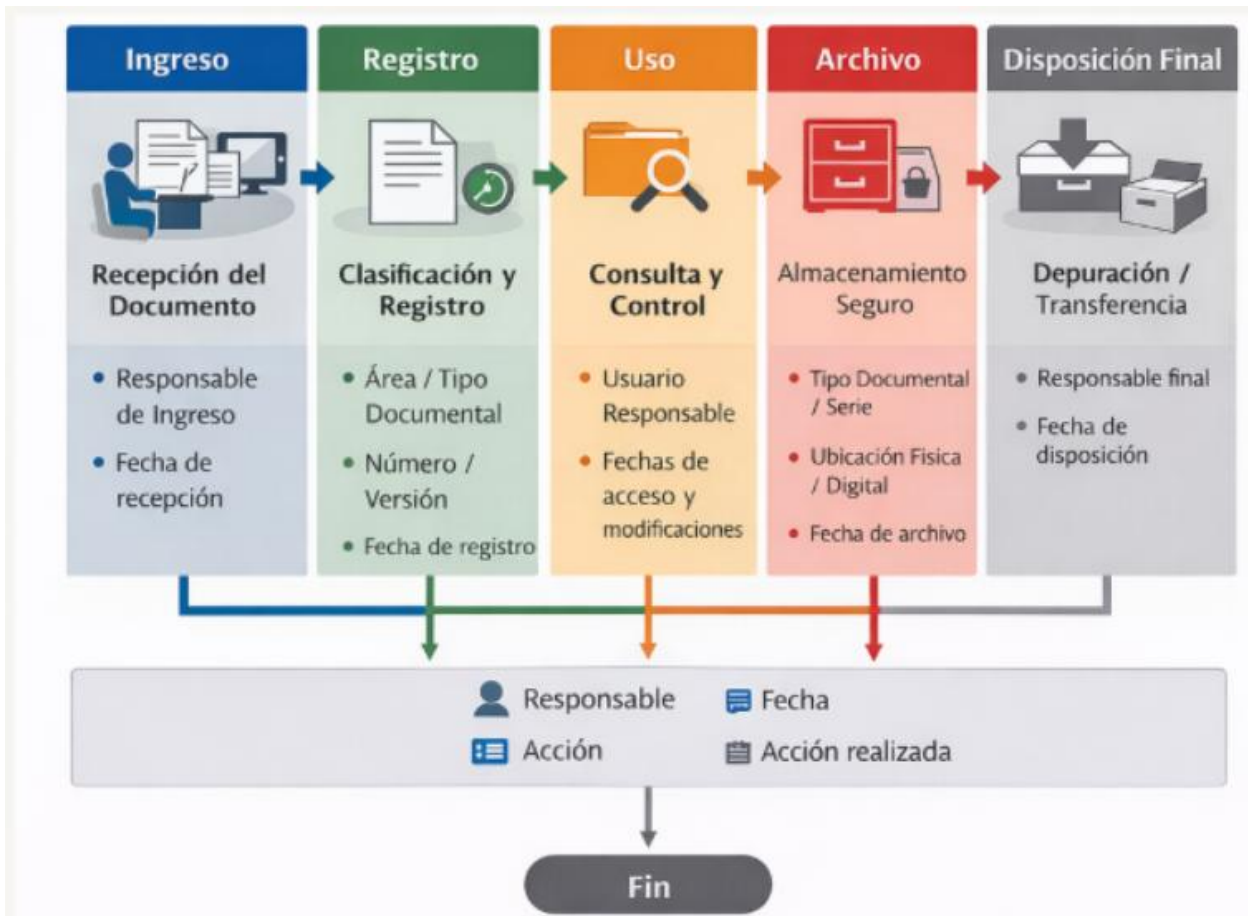 Ingreso
Registro
Uso
Archivo
Disposición Final
Recepción del
Documento
Clasificación y
Registro
Consulta y
Control
Almacenamiento
Seguro
Depuración /
Transferencia
• Responsable
de Ingreso
• Fecha de
recepción
• Área / Tipo
Documental
• Número /
Versión
• Fecha de registro
• Usuario
Responsable
• Fechas de
acceso y
modificaciones
• Tipo Documental
/ Serie
• Ubicación Fisica
/ Digital
• Fecha de archivo
• Responsable final
• Fecha de
disposición
Responsable
Fecha
Acción
Acción realizada
Fin